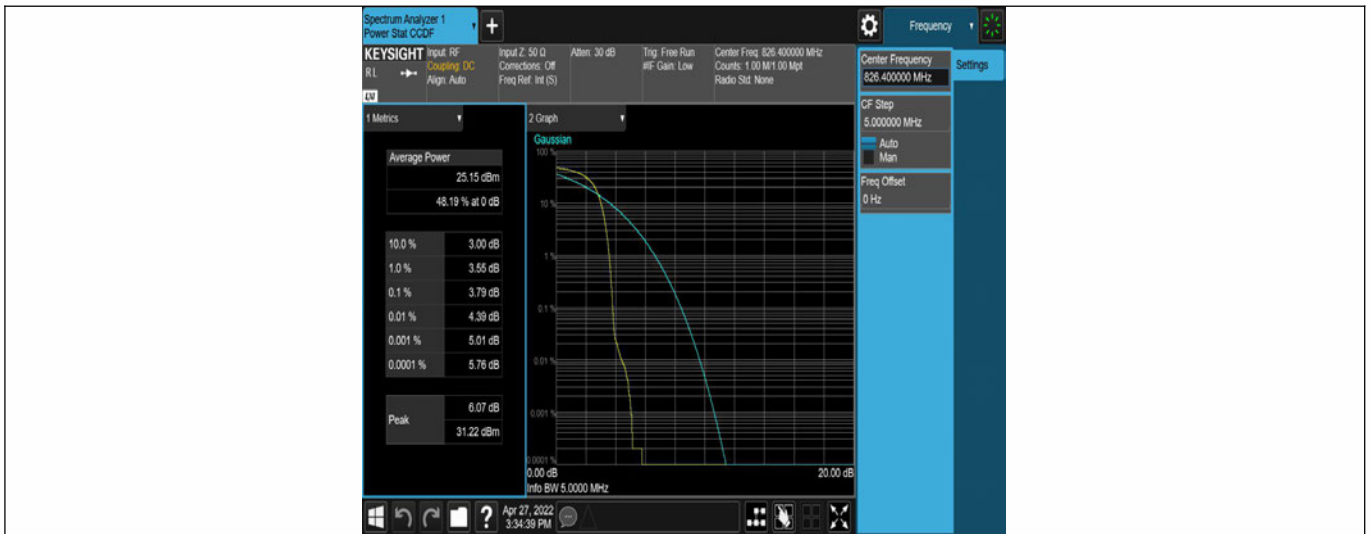 Spectrum Analyzer 1
Power Stat CCDF
+
Frequency
KEYSIGHT
Input: RF
Coupling: DC
Align: Auto
RL
LXI
Input Z: 50 Ω
Corrections: Off
Freq Ref: Int (S)
Atten: 30 dB
Trig: Free Run
#IF Gain: Low
Center Freq: 826.400000 MHz
Counts: 1.00 M/1.00 Mpt
Radio Std: None
Center Frequency
826.400000 MHz
Settings
CF Step
5.000000 MHz
Auto
Man
Freq Offset
0 Hz
1 Metrics
Average Power
25.15 dBm
48.19 % at 0 dB
10.0 % 3.00 dB
1.0 % 3.55 dB
0.1 % 3.79 dB
0.01 % 4.39 dB
0.001 % 5.01 dB
0.0001 % 5.76 dB
Peak
6.07 dB
31.22 dBm
2 Graph
Gaussian
100 %
10 %
1 %
0.1 %
0.01 %
0.001 %
0.0001 %
0.00 dB 20.00 dB
Info BW 5.0000 MHz
?
Apr 27, 2022
3:34:39 PM